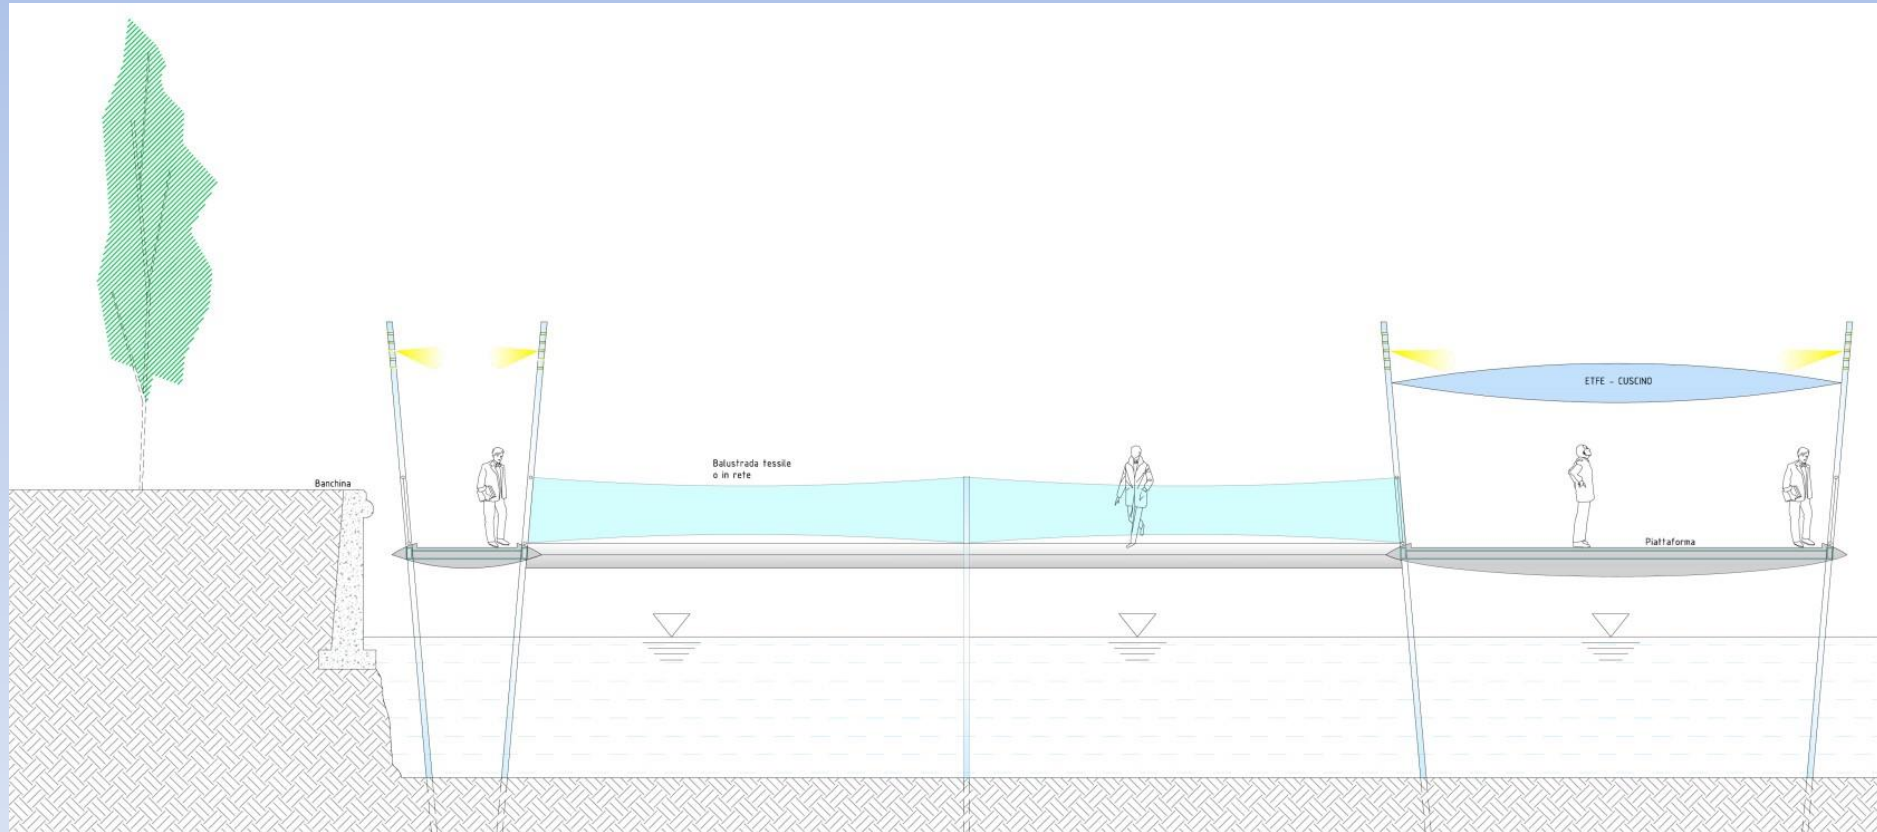 ETFE - CUSCINO
Balustrada tessile
o in rete
Banchina
Piattaforma